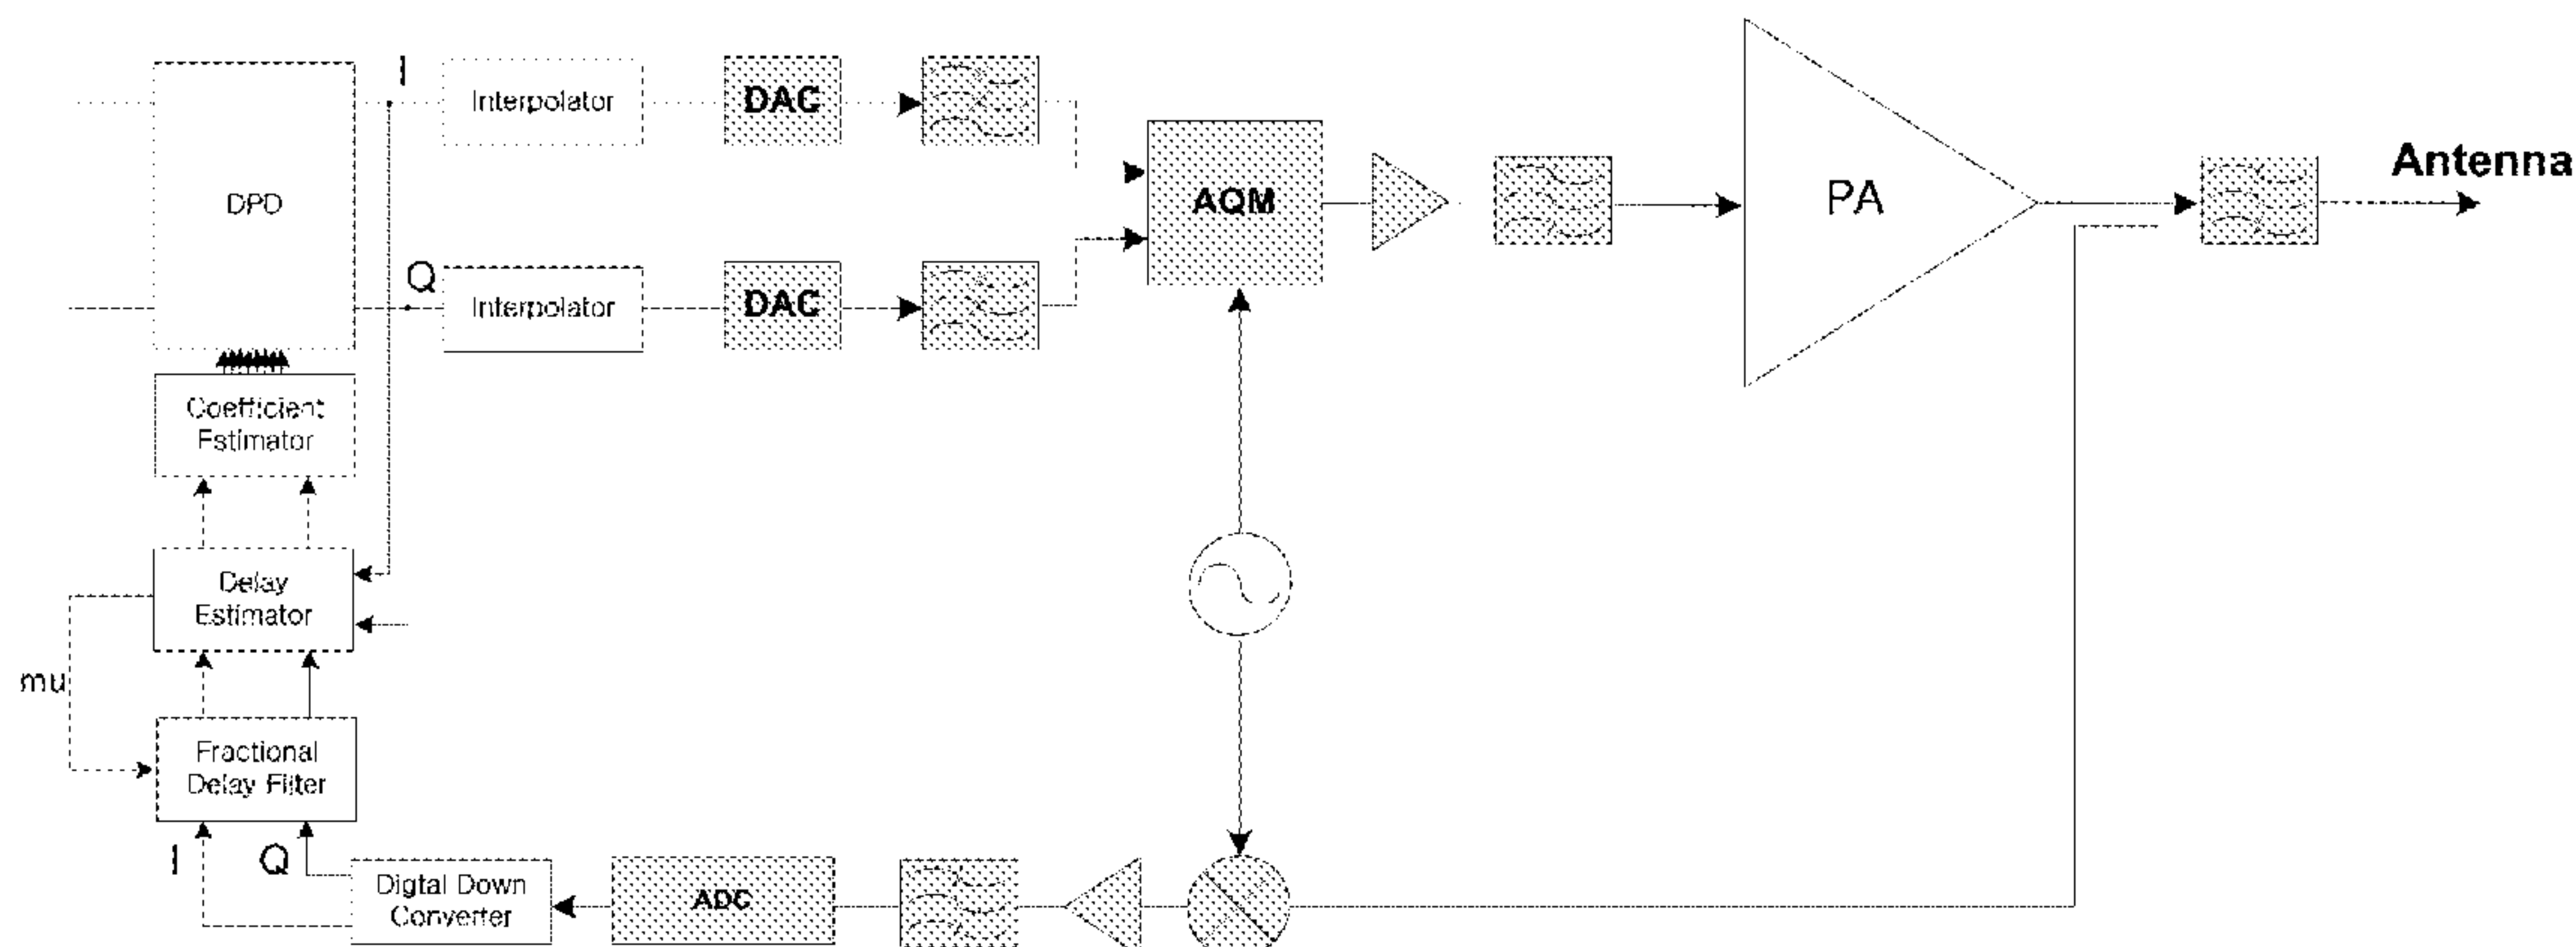 I
Interpolator
DAC
Antenna
DPD
AQM
PA
Q
Interpolator
DAC
Coefficient
Estimator
Delay
Estimator
mu
Fractional
Delay Filter
I
Q
Digtal Down
Converter
ADC